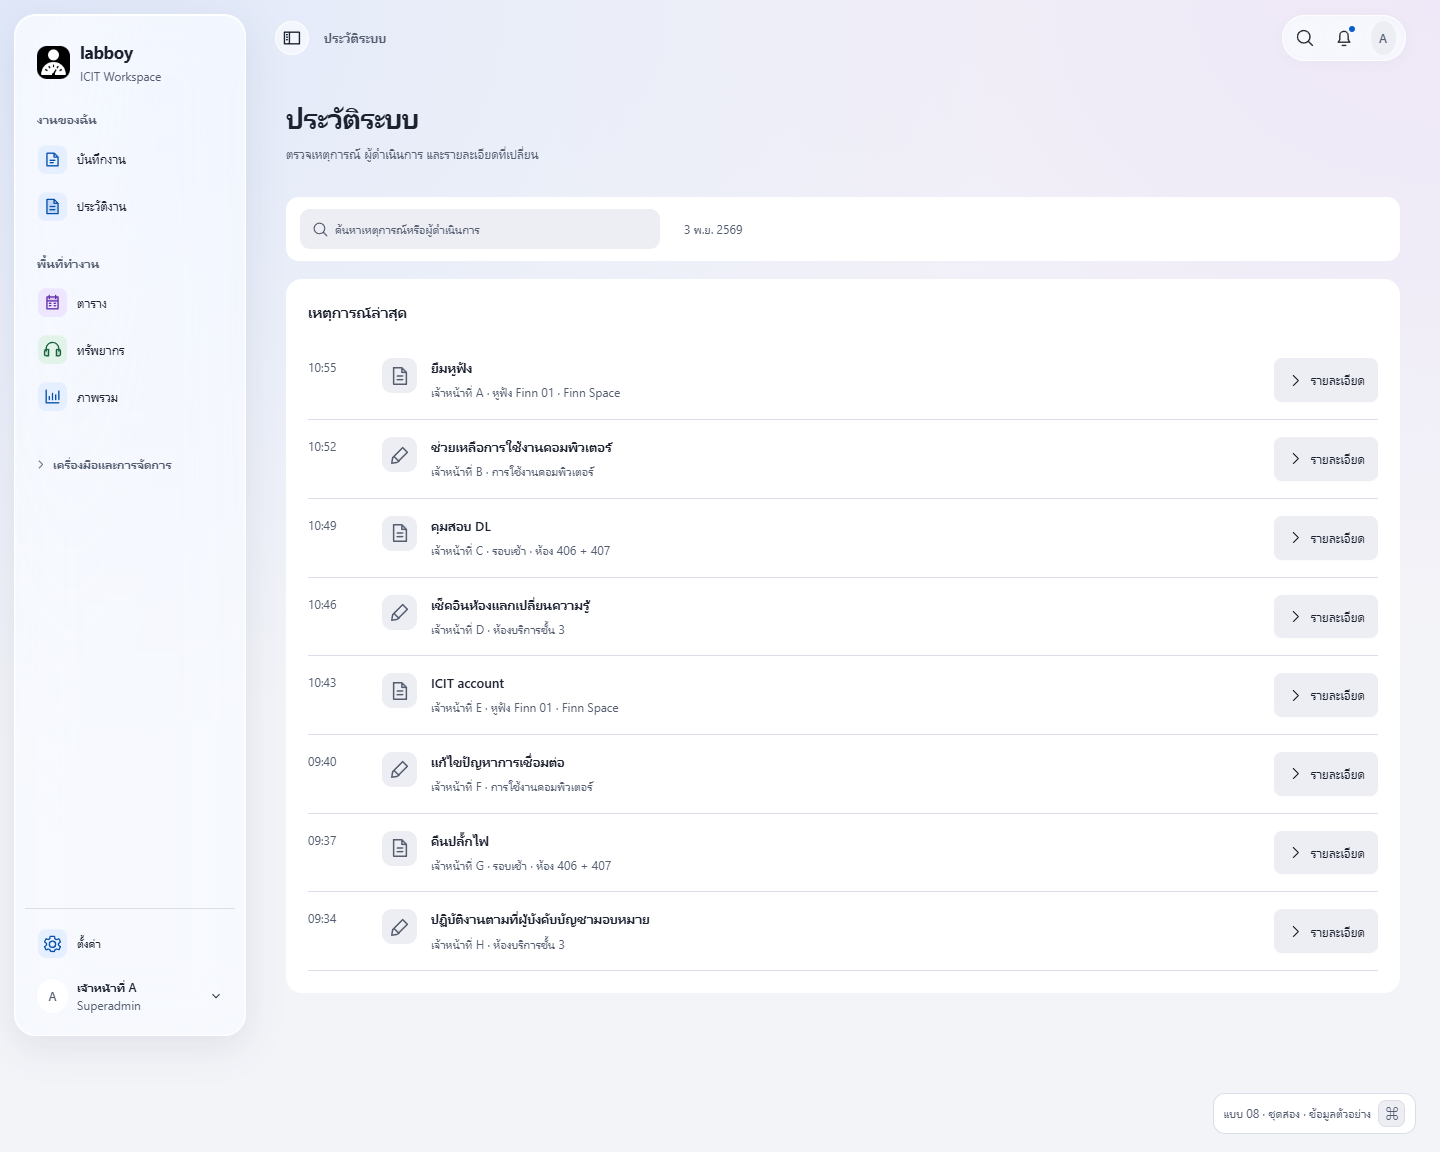 labboy
ICIT Workspace
งานของฉัน
บันทึกงาน
ประวัติงาน
พื้นที่ทำงาน
ตาราง
ทรัพยากร
ภาพรวม
เครื่องมือและการจัดการ
ตั้งค่า
A
เจ้าหน้าที่ A
Superadmin
ประวัติระบบ
A
ประวัติระบบ
ตรวจเหตุการณ์ ผู้ดำเนินการ และรายละเอียดที่เปลี่ยน
ค้นหาเหตุการณ์หรือผู้ดำเนินการ
3 พ.ย. 2569
เหตุการณ์ล่าสุด
10:55
ยืมหูฟัง
เจ้าหน้าที่ A · หูฟัง Finn 01 · Finn Space
รายละเอียด
10:52
ช่วยเหลือการใช้งานคอมพิวเตอร์
เจ้าหน้าที่ B · การใช้งานคอมพิวเตอร์
รายละเอียด
10:49
คุมสอบ DL
เจ้าหน้าที่ C · รอบเช้า · ห้อง 406 + 407
รายละเอียด
10:46
เช็คอินห้องแลกเปลี่ยนความรู้
เจ้าหน้าที่ D · ห้องบริการชั้น 3
รายละเอียด
10:43
ICIT account
เจ้าหน้าที่ E · หูฟัง Finn 01 · Finn Space
รายละเอียด
09:40
แก้ไขปัญหาการเชื่อมต่อ
เจ้าหน้าที่ F · การใช้งานคอมพิวเตอร์
รายละเอียด
09:37
คืนปลั๊กไฟ
เจ้าหน้าที่ G · รอบเช้า · ห้อง 406 + 407
รายละเอียด
09:34
ปฏิบัติงานตามที่ผู้บังคับบัญชามอบหมาย
เจ้าหน้าที่ H · ห้องบริการชั้น 3
รายละเอียด
แบบ 08 · ชุดสอง · ข้อมูลตัวอย่าง ⌘